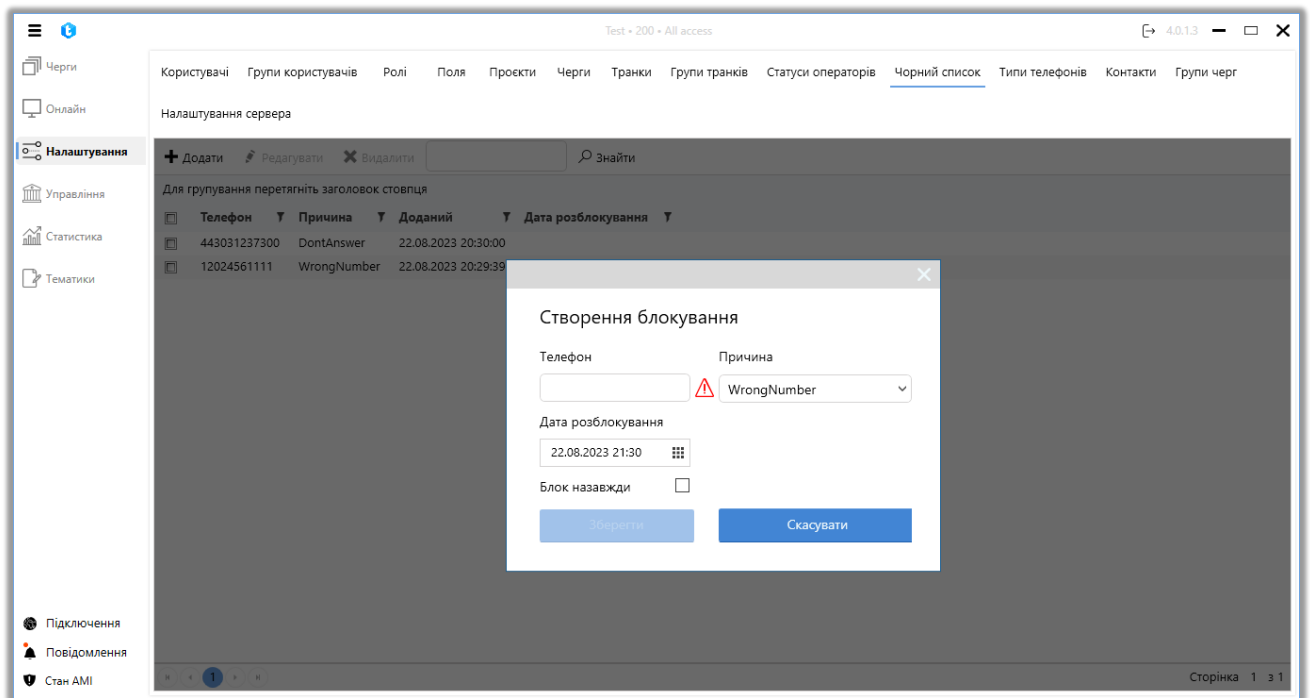 Test • 200 • All access 4.0.1.3
Черги
Онлайн
Налаштування
Управління
Статистика
Тематики
Підключення
Повідомлення
Стан AMI
Користувачі Групи користувачів Ролі Поля Проєкти Черги Транки Групи транків Статуси операторів Чорний список Типи телефонів Контакти Групи черг
Налаштування сервера
Додати Редагувати Видалити Знайти
Для групування перетягніть заголовок стовпця
Телефон Причина Доданий Дата розблокування
443031237300 DontAnswer 22.08.2023 20:30:00
12024561111 WrongNumber 22.08.2023 20:29:39
Створення блокування
Телефон Причина
WrongNumber
Дата розблокування
22.08.2023 21:30
Блок назавжди
Зберегти Скасувати
1 Сторінка 1 з 1